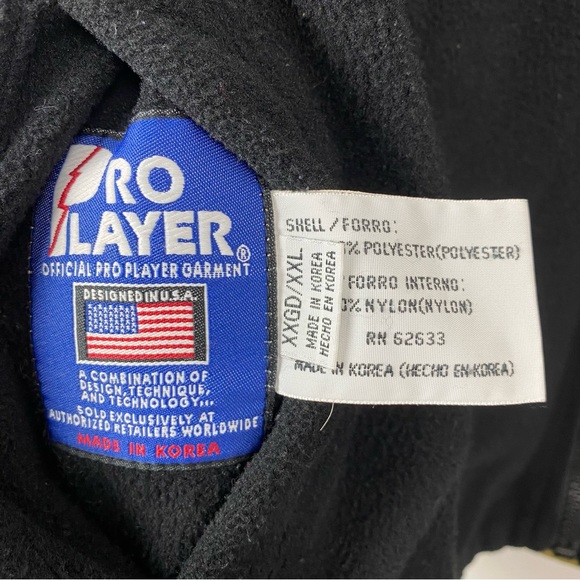 PRO
PLAYER®
OFFICIAL PRO PLAYER GARMENT
DESIGNED IN U.S.A.
A COMBINATION OF
DESIGN, TECHNIQUE,
AND TECHNOLOGY...
SOLD EXCLUSIVELY AT
AUTHORIZED RETAILERS WORLDWIDE
MADE IN KOREA
XXGD/XXL
MADE IN KOREA
HECHO EN KOREA
SHELL/FORRO:
0% POLYESTER(POLYESTER)
FORRO INTERNO:
0% NYLON(NYLON)
RN 62633
MADE IN KOREA (HECHO EN KOREA)